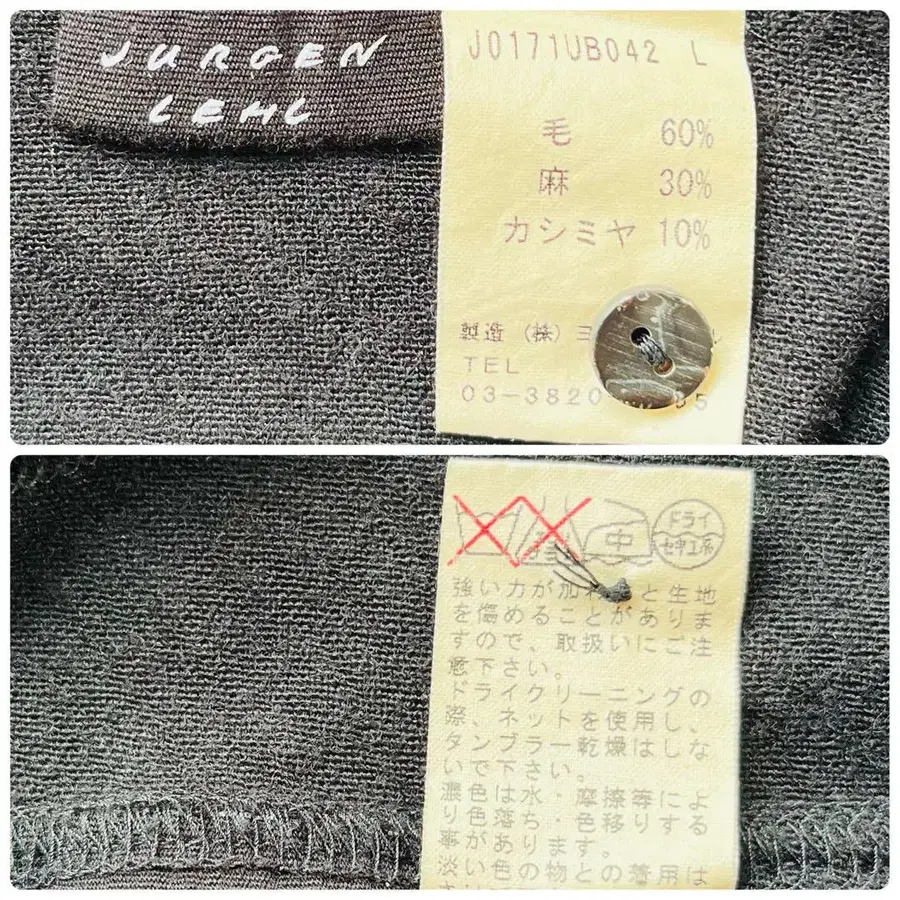 JURGEN
LEHL
J0171UB042 L
毛 60%
麻 30%
カシミヤ 10%
製造 (株) ヨ
TEL
03-3820
中
ドライ
セキユ系
強い力が加 と生地
を傷めることがありま
すので、取扱いにご注
意下さい。
ドライクリーニングの
際、ネットを使用し、
タンブラー乾燥はしな
いで下さい。
濃色は水・摩擦等によ
り色落ち・色移りする
事があります。
淡い色の物との着用は